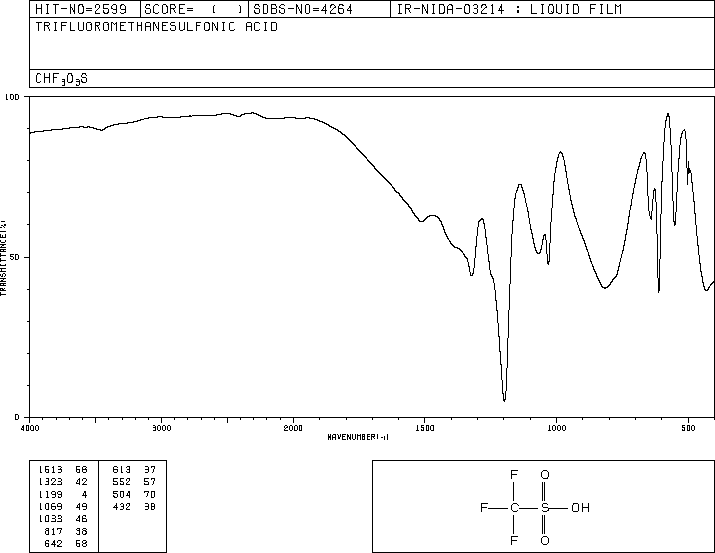 HIT-NO=2599 SCORE= ( ) SDBS-NO=4264 IR-NIDA-03214 : LIQUID FILM
TRIFLUOROMETHANESULFONIC ACID
CHF3O3S
100
50
0
TRANSMITTANCE(%)
4000 3000 2000 1500 1000 500
WAVENUMBER(-1)
1513 58 613 37
1323 42 552 57
1199 4 504 70
1069 49 432 38
1033 46
817 38
642 58
F O
F C S OH
F O